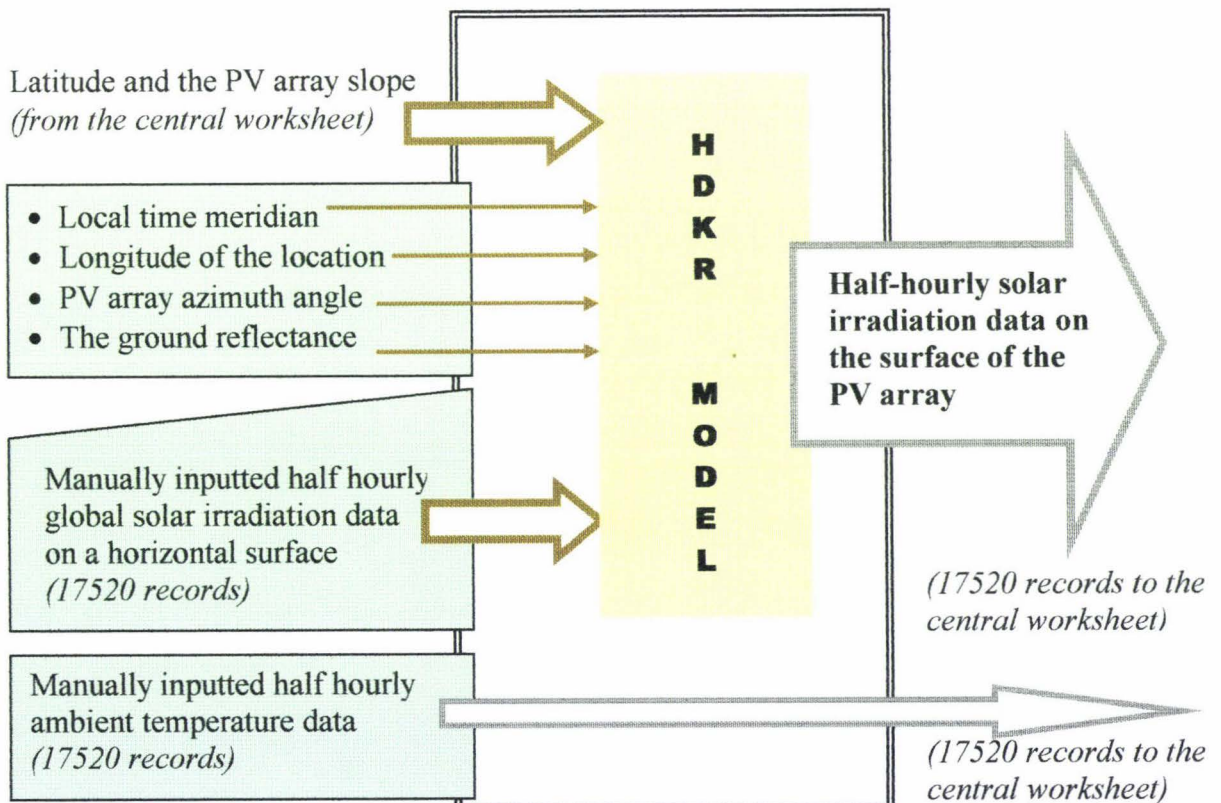 Latitude and the PV array slope
(from the central worksheet)
• Local time meridian
• Longitude of the location
• PV array azimuth angle
• The ground reflectance
Manually inputted half hourly
global solar irradiation data
on a horizontal surface
(17520 records)
Manually inputted half hourly
ambient temperature data
(17520 records)
H
D
K
R
M
O
D
E
L
Half-hourly solar
irradiation data on
the surface of the
PV array
(17520 records to the
central worksheet)
(17520 records to the
central worksheet)